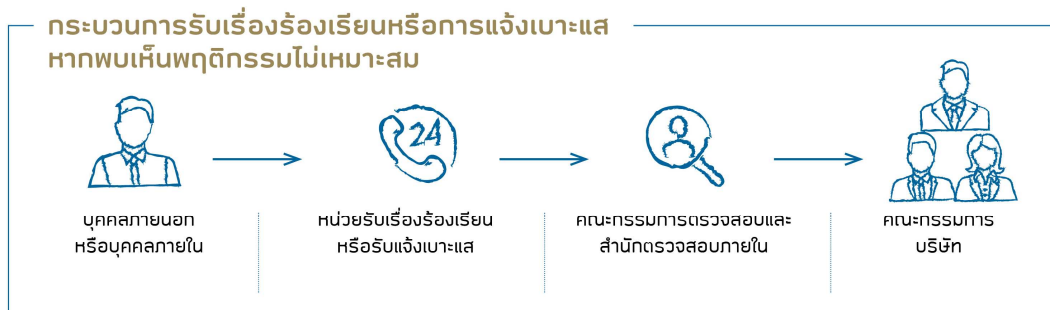 กระบวนการรับเรื่องร้องเรียนหรือการแจ้งเบาะแส
หากพบเห็นพฤติกรรมไม่เหมาะสม
24
บุคคลภายนอก
หรือบุคคลภายใน
หน่วยรับเรื่องร้องเรียน
หรือรับแจ้งเบาะแส
คณะกรรมการตรวจสอบและ
สำนักตรวจสอบภายใน
คณะกรรมการ
บริษัท